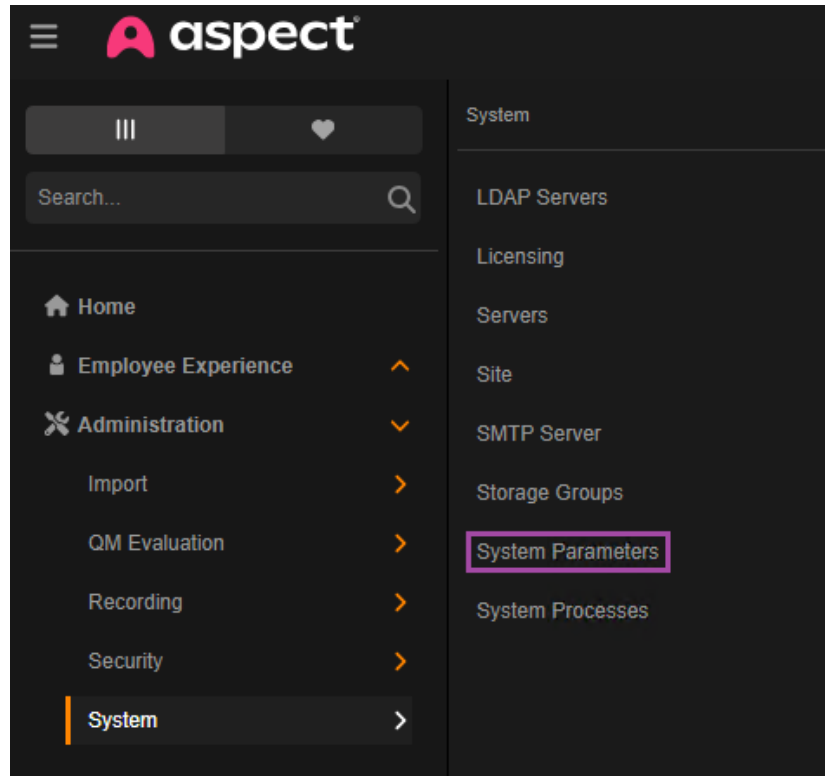 aspect
Search...
Home
Employee Experience
Administration
Import
QM Evaluation
Recording
Security
System
System
LDAP Servers
Licensing
Servers
Site
SMTP Server
Storage Groups
System Parameters
System Processes